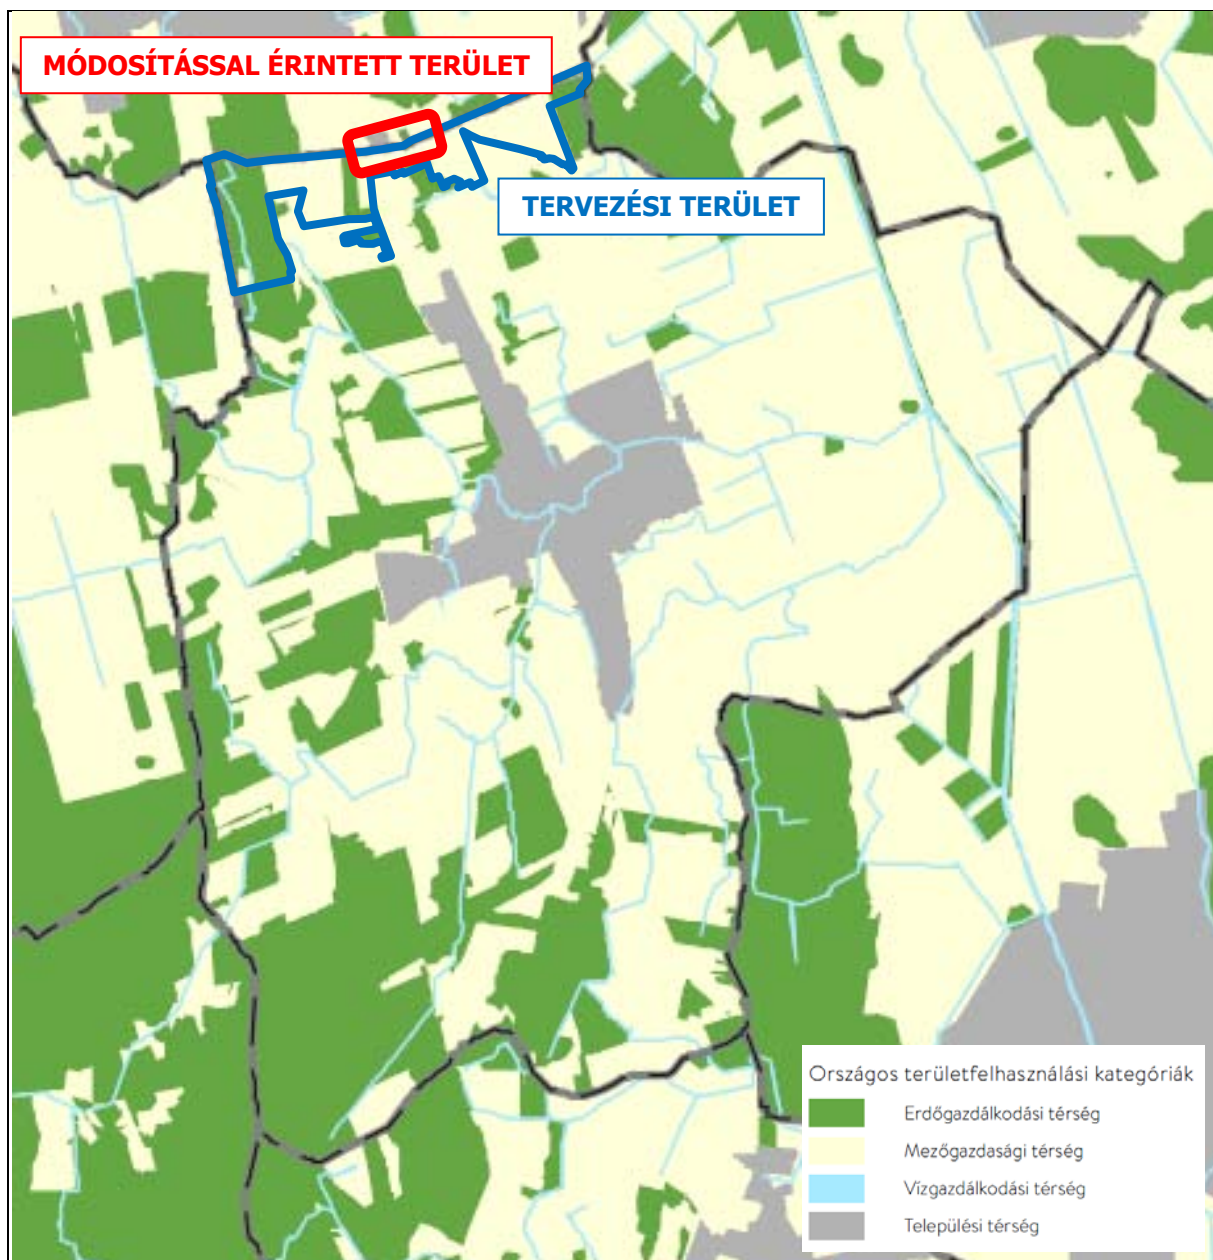 MÓDOSÍTÁSSAL ÉRINTETT TERÜLET
TERVEZÉSI TERÜLET
Országos területfelhasználási kategóriák
Erdőgazdálkodási térség
Mezőgazdasági térség
Vízgazdálkodási térség
Települési térség